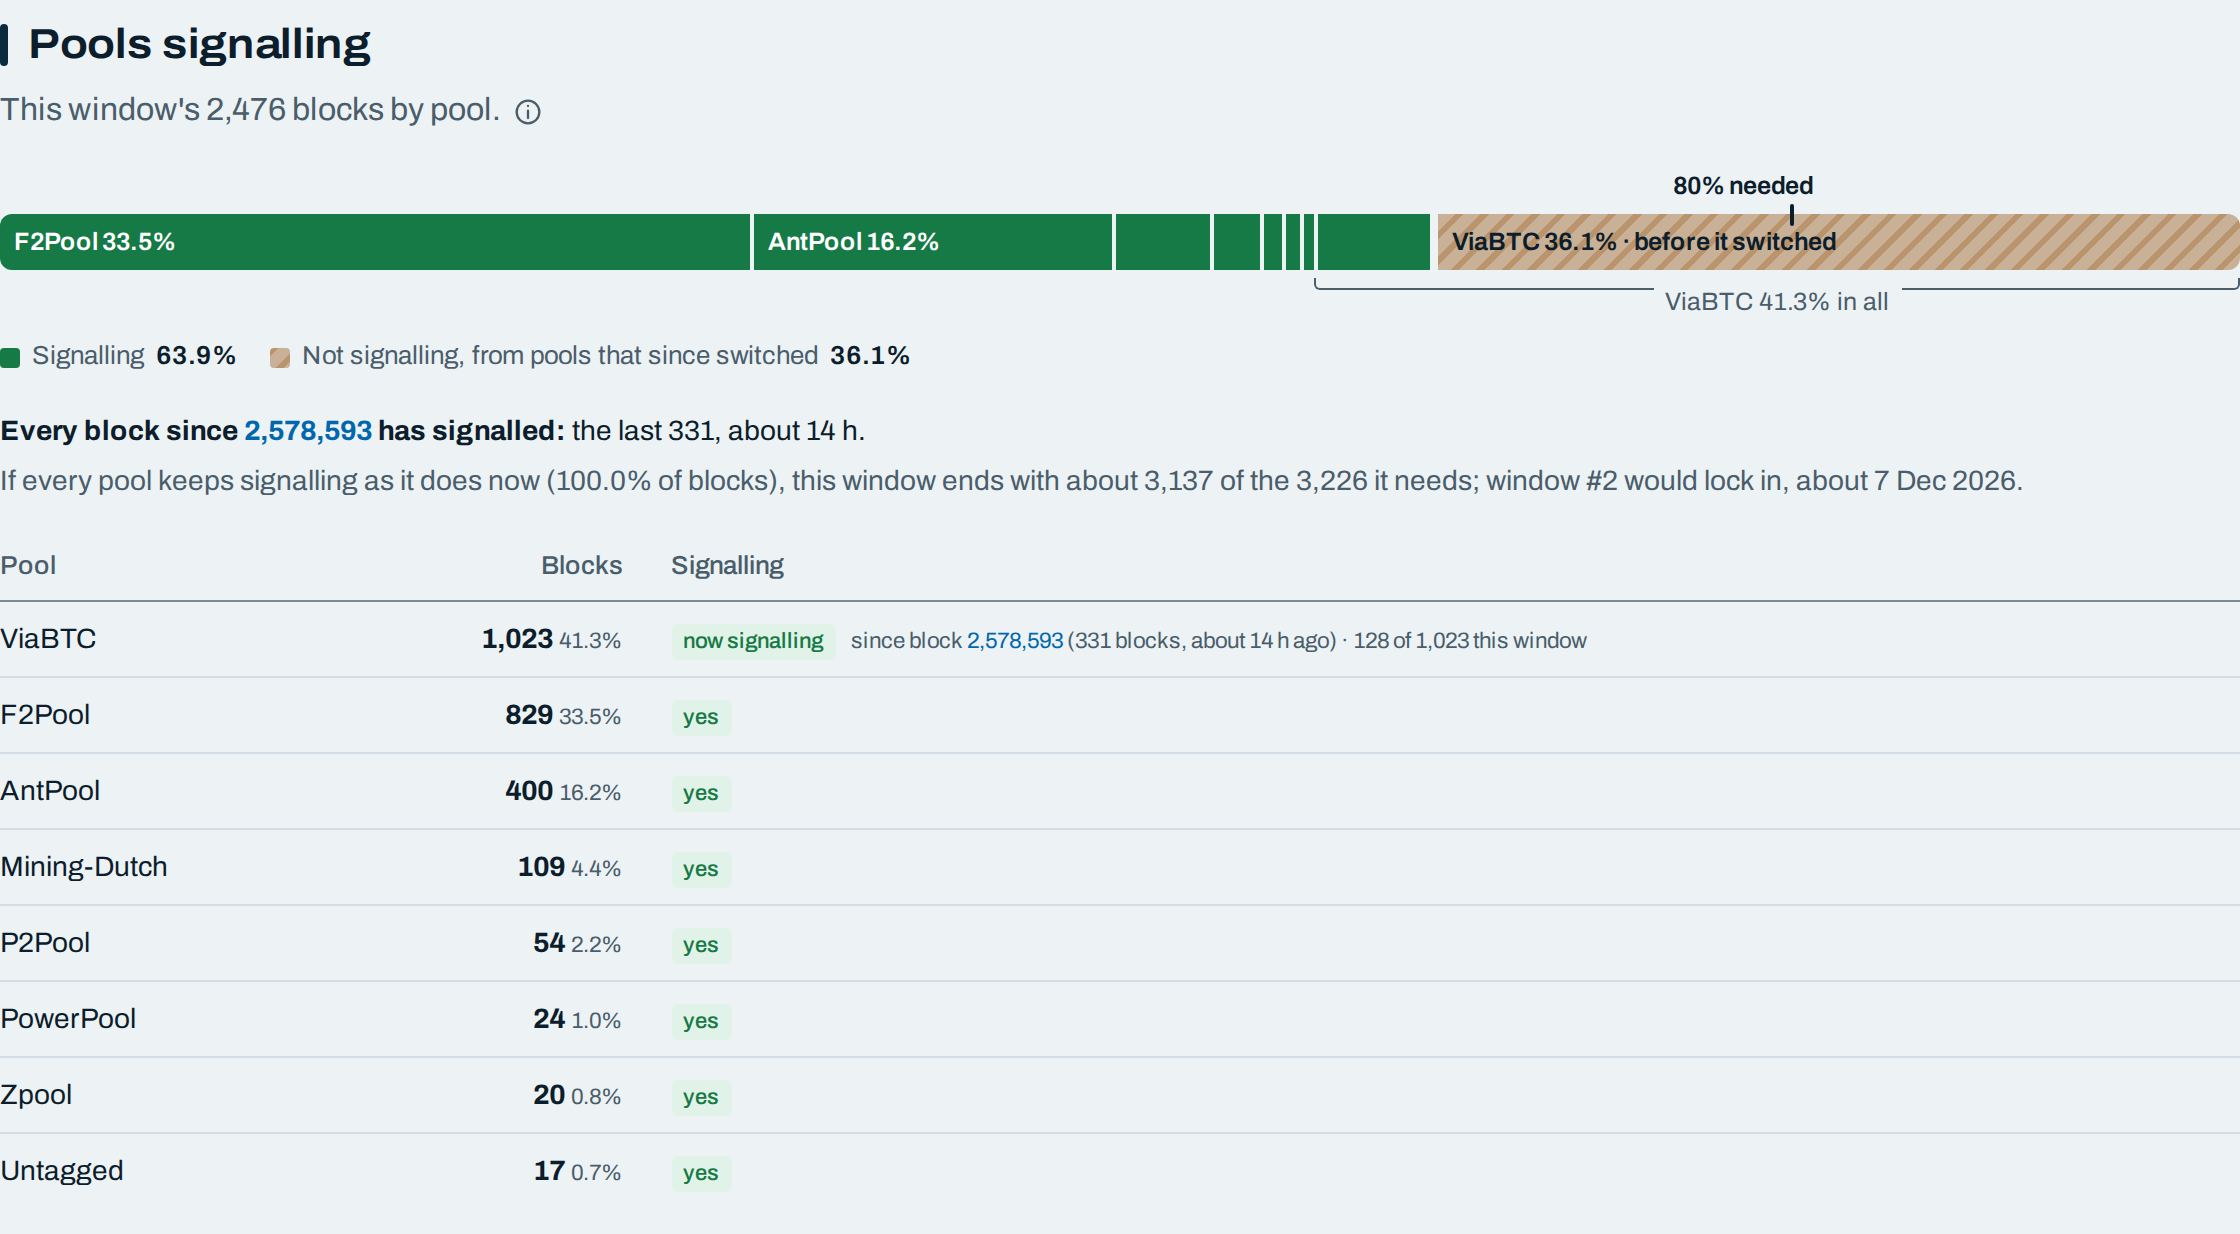 Pools signalling
This window's 2,476 blocks by pool.
80% needed
F2Pool 33.5% AntPool 16.2% ViaBTC 36.1% · before it switched
ViaBTC 41.3% in all
Signalling 63.9% Not signalling, from pools that since switched 36.1%
Every block since 2,578,593 has signalled: the last 331, about 14 h.
If every pool keeps signalling as it does now (100.0% of blocks), this window ends with about 3,137 of the 3,226 it needs; window #2 would lock in, about 7 Dec 2026.
Pool Blocks Signalling
ViaBTC 1,023 41.3% now signalling since block 2,578,593 (331 blocks, about 14 h ago) · 128 of 1,023 this window
F2Pool 829 33.5% yes
AntPool 400 16.2% yes
Mining-Dutch 109 4.4% yes
P2Pool 54 2.2% yes
PowerPool 24 1.0% yes
Zpool 20 0.8% yes
Untagged 17 0.7% yes